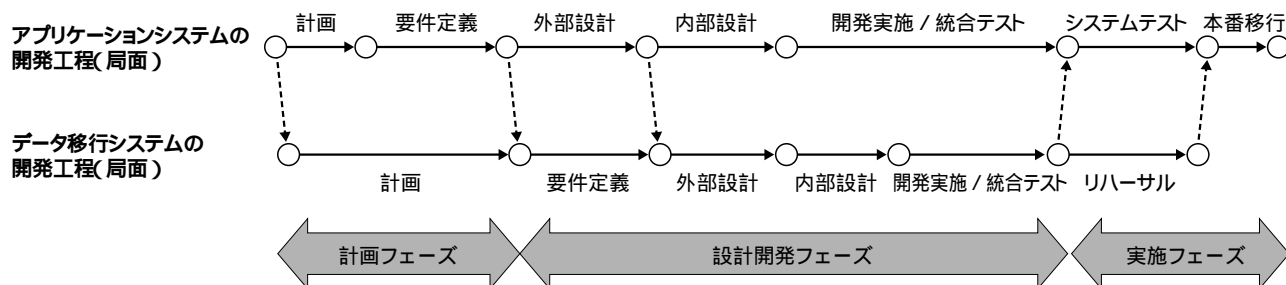 計画
要件定義
外部設計
内部設計
開発実施 / 統合テスト
システムテスト
本番移行
アプリケーションシステムの
開発工程(局面)
データ移行システムの
開発工程(局面)
計画
要件定義
外部設計
内部設計
開発実施 / 統合テスト
リハーサル
計画フェーズ
設計開発フェーズ
実施フェーズ